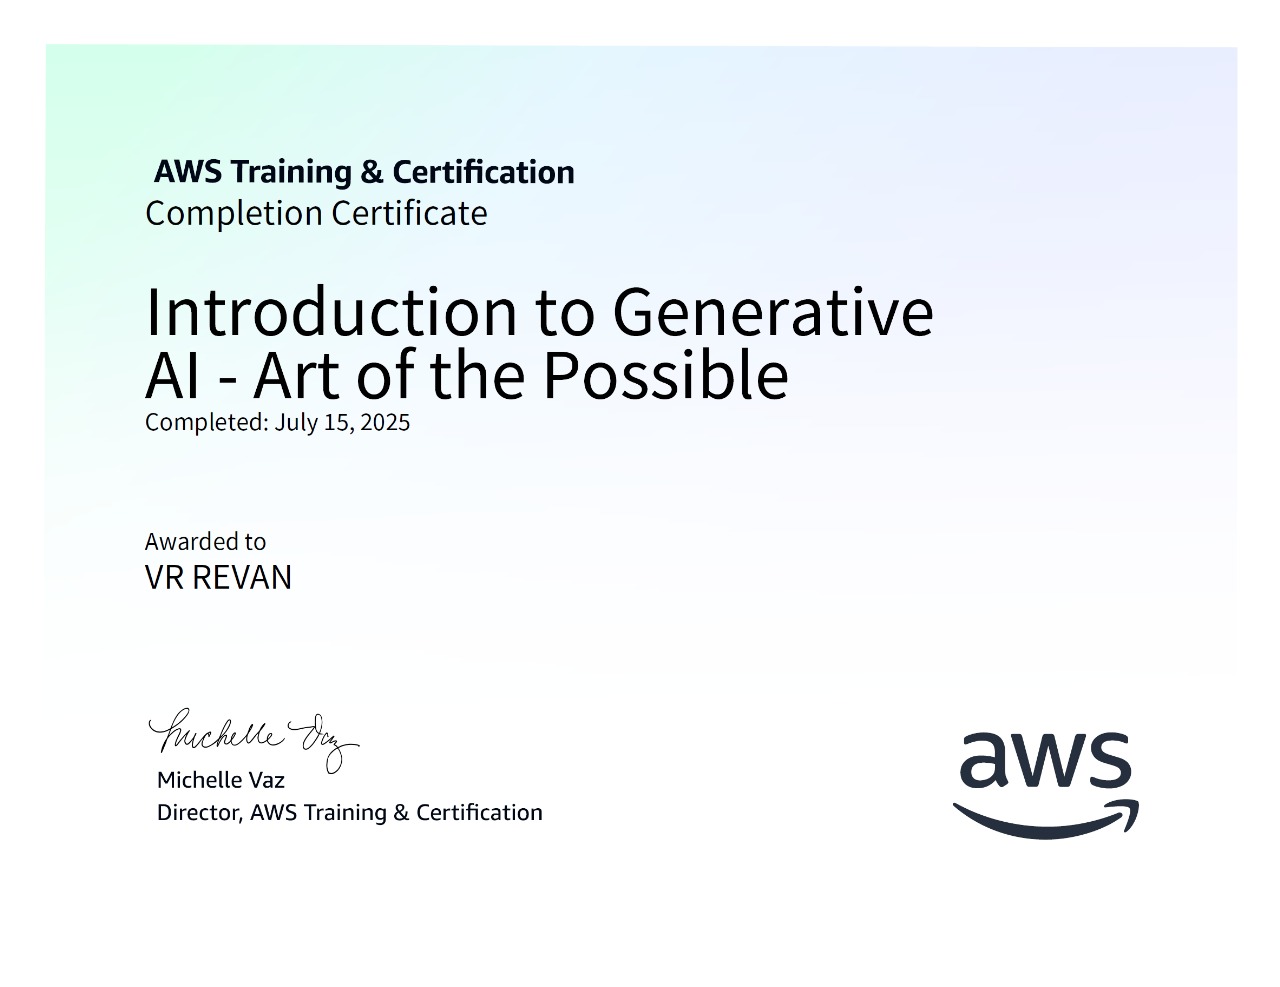 AWS Training & Certification
Completion Certificate
Introduction to Generative
AI - Art of the Possible
Completed: July 15, 2025
Awarded to
VR REVAN
Michelle Vaz
Michelle Vaz
Director, AWS Training & Certification
aws